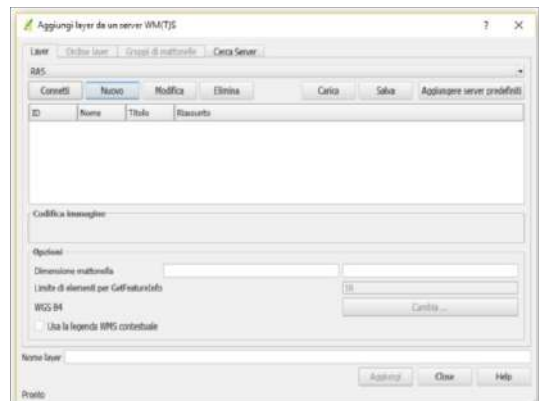 Aggiungi layer da un server WM(T)S ? ×
Layer Ordine layer Gruppi di mattonelle Cerca Server
RAS
Connetti Nuovo Modifica Elimina Carica Salva Aggiungere server predefiniti
ID Nome Titolo Riassunto
Codifica immagine
Opzioni
Dimensione mattonella
Limite di elementi per GetFeatureInfo 10
WGS 84 Cambia ...
Usa la legenda WMS contestuale
Nome layer
Aggiungi Close Help
Pronto